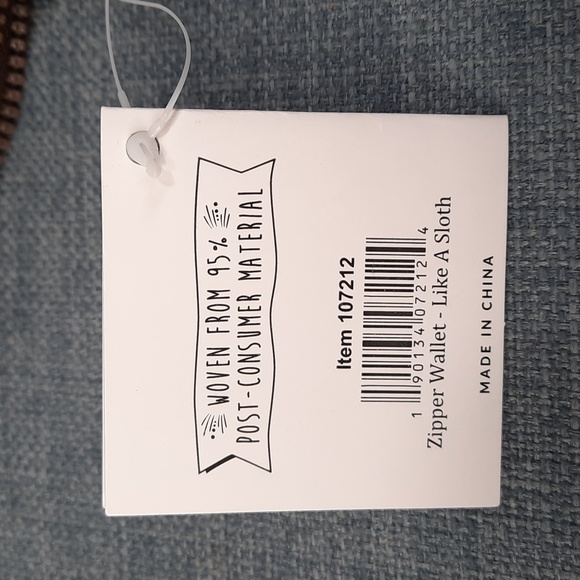 WOVEN FROM 95%
POST-CONSUMER MATERIAL
Item 107212
1 90134 07212 4
Zipper Wallet - Like A Sloth
MADE IN CHINA